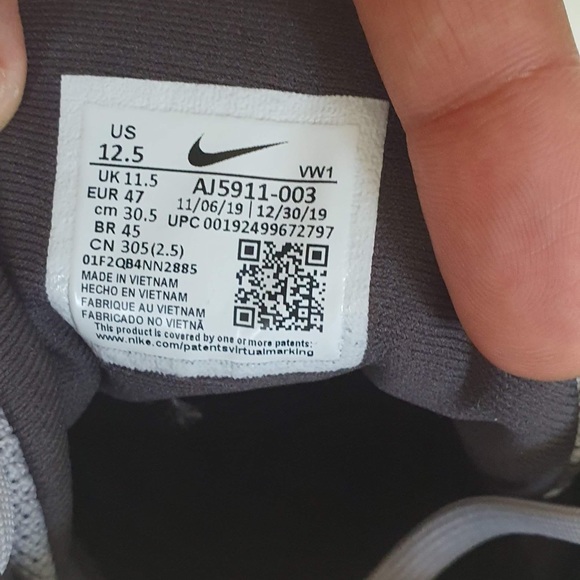 US
12.5
VW1
UK 11.5
AJ5911-003
EUR 47
11/06/19 | 12/30/19
cm 30.5
UPC 00192499672797
BR 45
CN 305(2.5)
01F2QB4NN2885
MADE IN VIETNAM
HECHO EN VIETNAM
FABRIQUE AU VIETNAM
FABRICADO NO VIETNÃ
This product is covered by one or more patents:
www.nike.com/patentsvirtualmarking